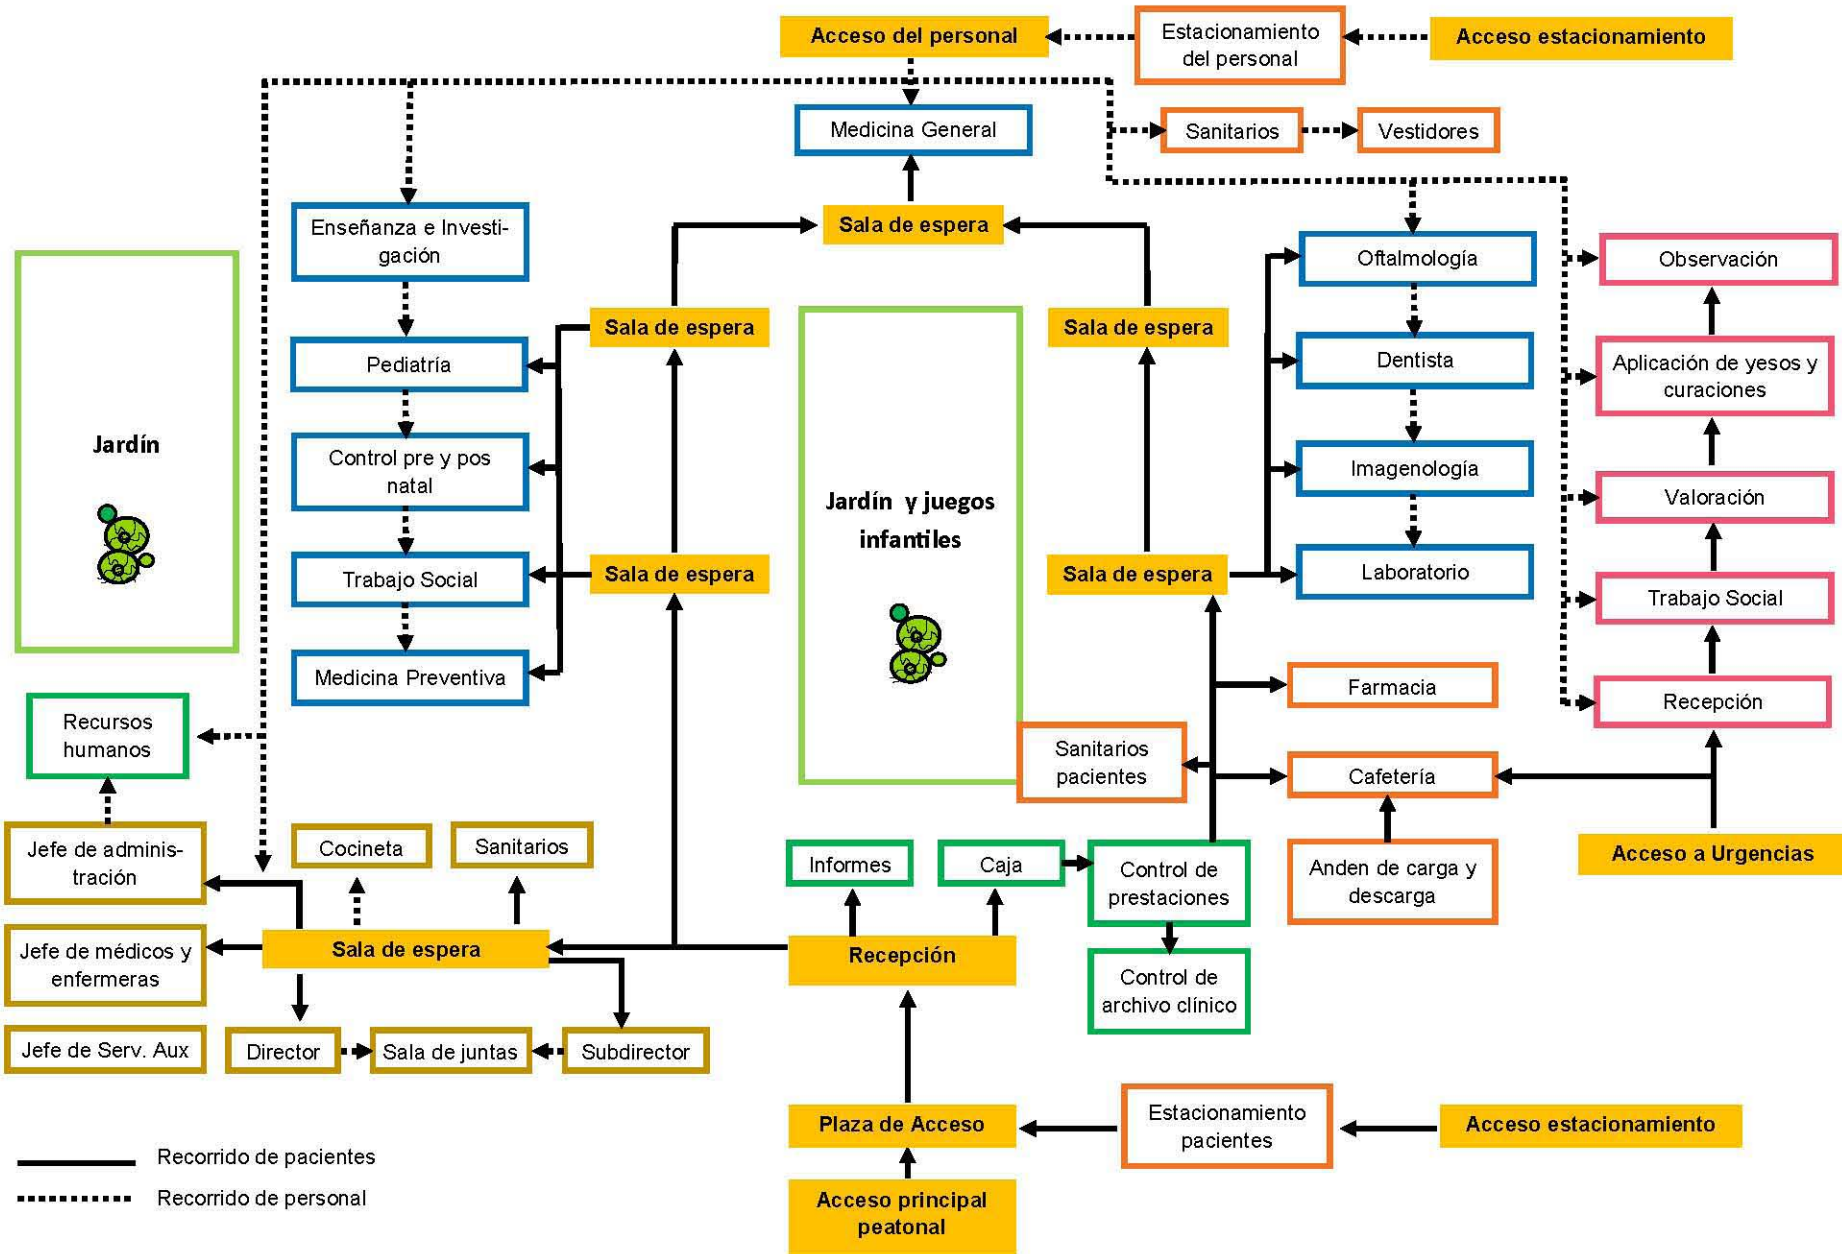 Acceso del personal
Estacionamiento
del personal
Acceso estacionamiento
Medicina General
Sanitarios
Vestidores
Enseñanza e Investi-
gación
Sala de espera
Oftalmología
Observación
Sala de espera
Sala de espera
Pediatría
Dentista
Aplicación de yesos y
curaciones
Jardín
Control pre y pos
natal
Jardín y juegos
infantiles
Imagenología
Valoración
Trabajo Social
Sala de espera
Sala de espera
Laboratorio
Trabajo Social
Medicina Preventiva
Farmacia
Recepción
Recursos
humanos
Sanitarios
pacientes
Cafetería
Jefe de adminis-
tración
Cocineta
Sanitarios
Informes
Caja
Control de
prestaciones
Anden de carga y
descarga
Acceso a Urgencias
Jefe de médicos y
enfermeras
Sala de espera
Recepción
Control de
archivo clínico
Jefe de Serv. Aux
Director
Sala de juntas
Subdirector
Plaza de Acceso
Estacionamiento
pacientes
Acceso estacionamiento
Recorrido de pacientes
Recorrido de personal
Acceso principal
peatonal